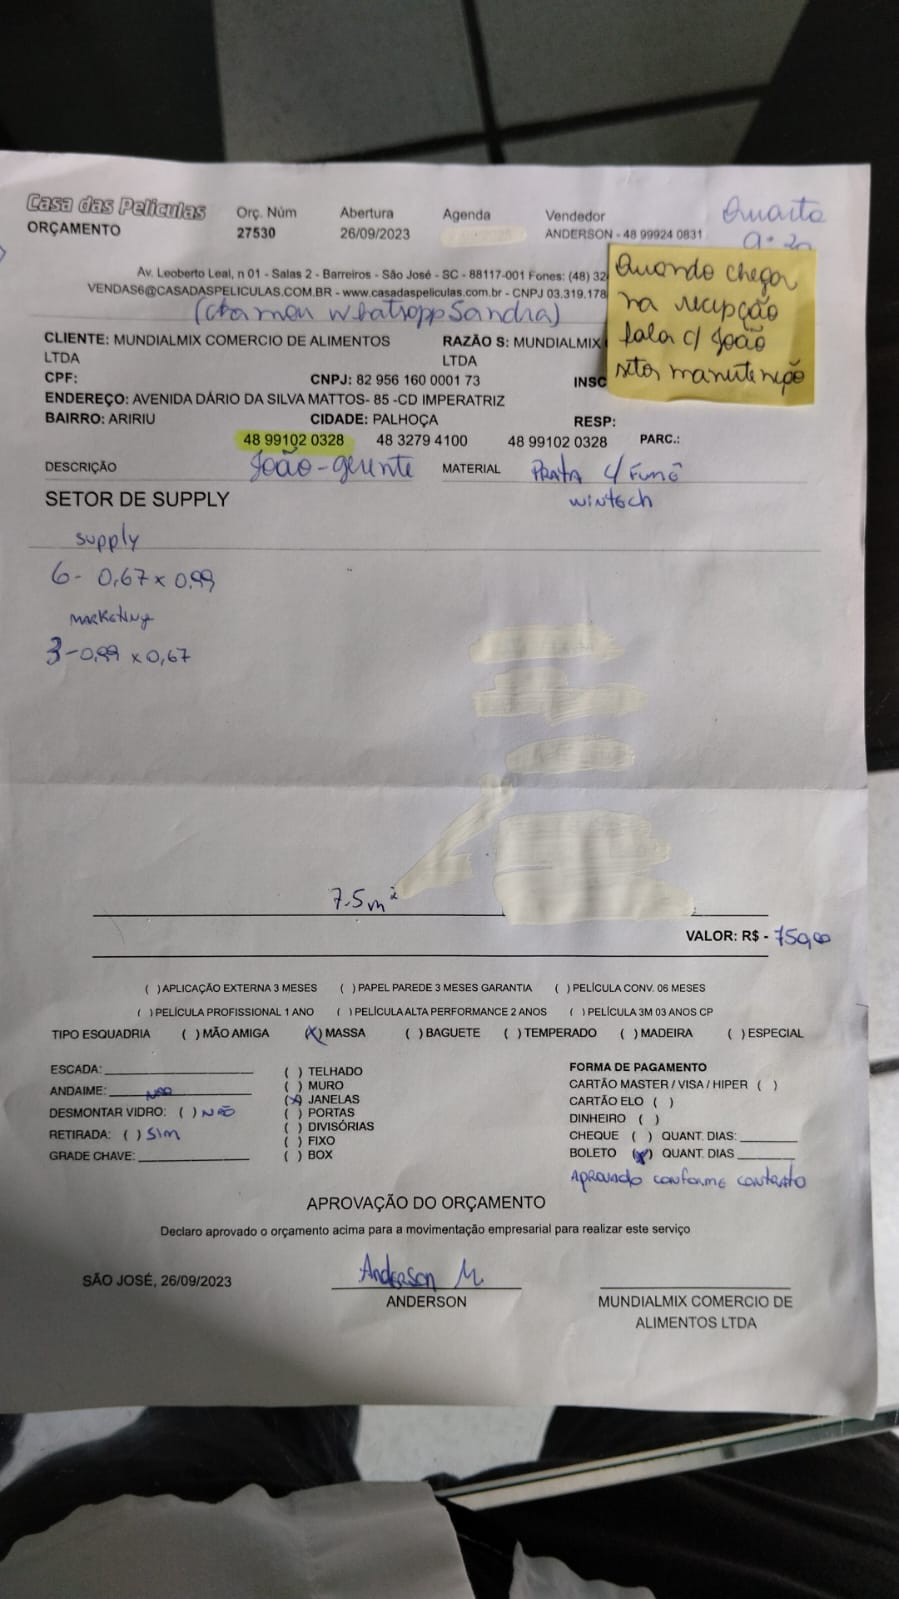 Casa das Películas
ORÇAMENTO
Orç. Núm
27530
Abertura
26/09/2023
Agenda
Vendedor
ANDERSON - 48 99924 0831
Quarta
Av. Leoberto Leal, n 01 - Salas 2 - Barreiros - São José - SC - 88117-001 Fones: (48) 32
VENDAS6@CASADASPELICULAS.COM.BR - www.casadaspeliculas.com.br - CNPJ 03.319.178
Quando chegar
na recepção
falar c/ João
setor manutenção
(chamou whatsapp Sandra)
CLIENTE: MUNDIALMIX COMERCIO DE ALIMENTOS
LTDA
RAZÃO S: MUNDIALMIX
LTDA
CPF:
CNPJ: 82 956 160 0001 73
INSC
ENDEREÇO: AVENIDA DÁRIO DA SILVA MATTOS- 85 -CD IMPERATRIZ
BAIRRO: ARIRIU
CIDADE: PALHOÇA
RESP:
48 99102 0328 48 3279 4100 48 99102 0328 PARC.:
DESCRIÇÃO João-gerente MATERIAL PRATA c/ Fumê
Wintech
SETOR DE SUPPLY
supply
6- 0,67 x 0,99
MARKETING
3-0,99 x 0,67
7.5 m²
VALOR: R$ - 750,00
( )APLICAÇÃO EXTERNA 3 MESES ( )PAPEL PAREDE 3 MESES GARANTIA ( )PELÍCULA CONV. 06 MESES
( )PELÍCULA PROFISSIONAL 1 ANO ( )PELÍCULA ALTA PERFORMANCE 2 ANOS ( )PELÍCULA 3M 03 ANOS CP
TIPO ESQUADRIA ( ) MÃO AMIGA (X) MASSA ( ) BAGUETE ( ) TEMPERADO ( ) MADEIRA ( ) ESPECIAL
ESCADA:
ANDAIME: NÃO
DESMONTAR VIDRO: ( ) NÃO
RETIRADA: ( ) SIM
GRADE CHAVE:
( ) TELHADO
( ) MURO
(X) JANELAS
( ) PORTAS
( ) DIVISÓRIAS
( ) FIXO
( ) BOX
FORMA DE PAGAMENTO
CARTÃO MASTER / VISA / HIPER ( )
CARTÃO ELO ( )
DINHEIRO ( )
CHEQUE ( ) QUANT. DIAS:
BOLETO (X) QUANT. DIAS
Aprovado conforme contrato
APROVAÇÃO DO ORÇAMENTO
Declaro aprovado o orçamento acima para a movimentação empresarial para realizar este serviço
SÃO JOSÉ, 26/09/2023
Anderson M.
ANDERSON
MUNDIALMIX COMERCIO DE
ALIMENTOS LTDA